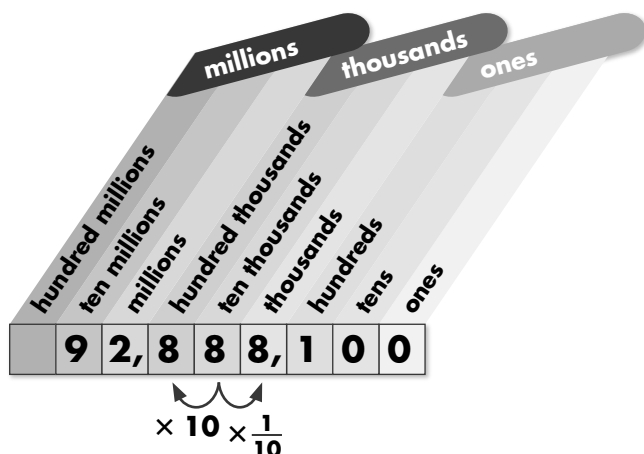 millions
thousands
ones
hundred millions
ten millions
millions
hundred thousands
ten thousands
thousands
hundreds
tens
ones
9 2, 8 8 8, 1 0 0
× 10 × 1/10